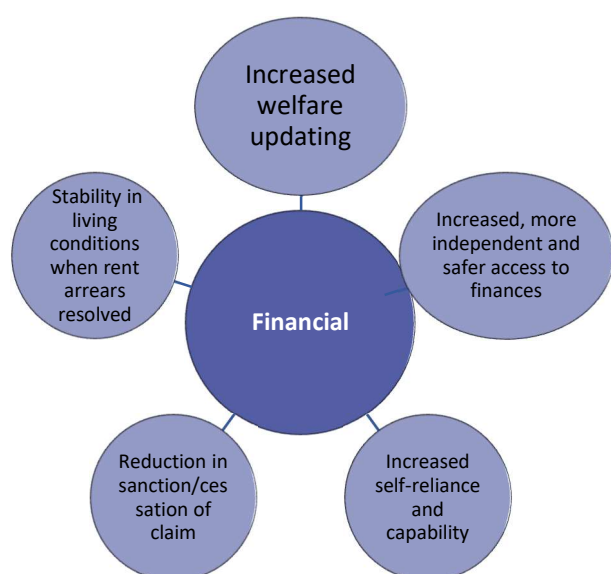 Increased
welfare
updating
Stability in
living
conditions
when rent
arrears
resolved
Increased, more
independent and
safer access to
finances
Financial
Reduction in
sanction/ces
sation of
claim
Increased
self-reliance
and
capability